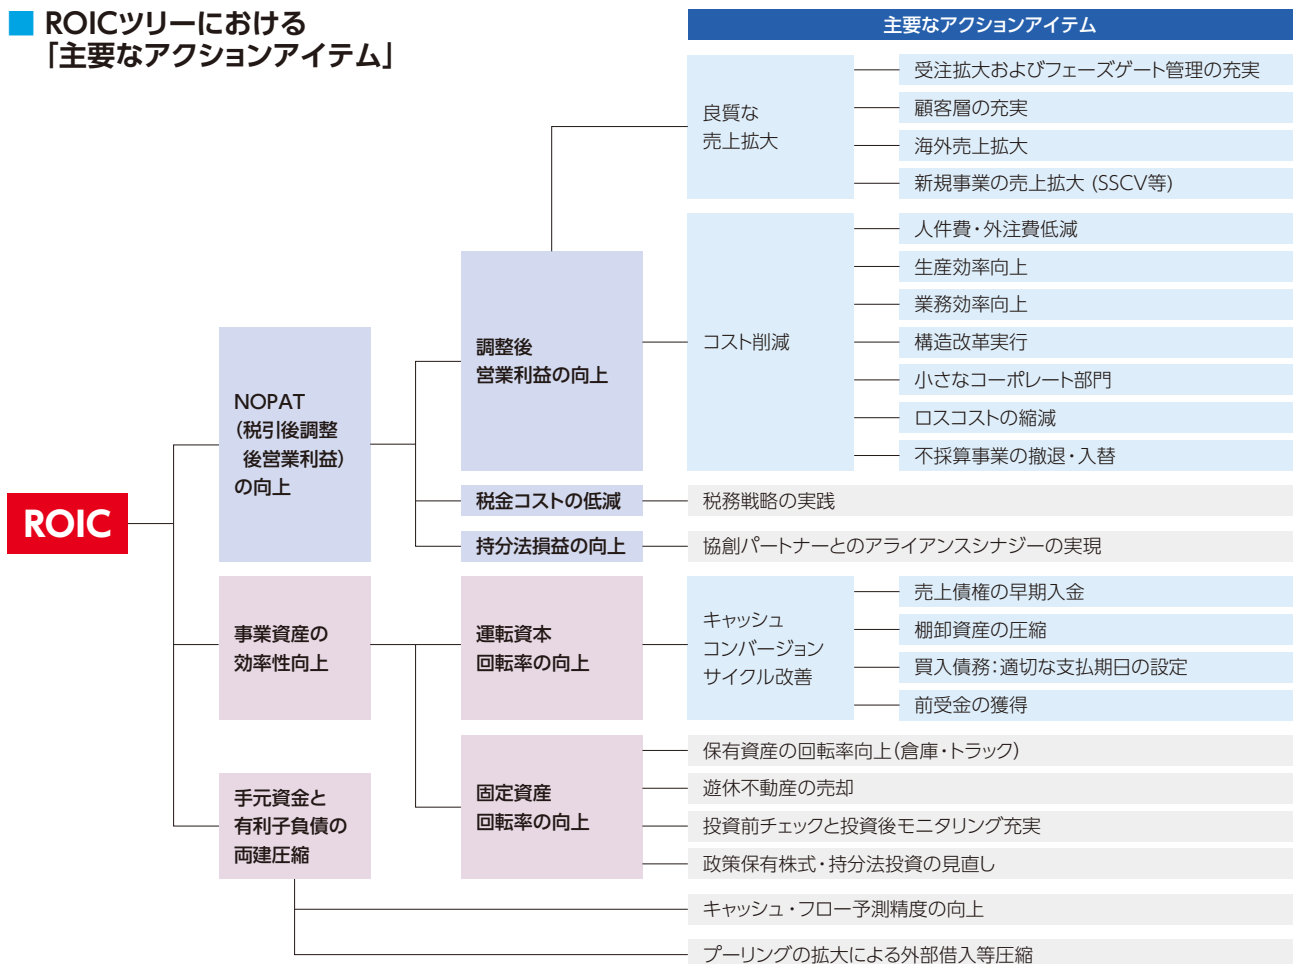 ROICツリーにおける
「主要なアクションアイテム」
主要なアクションアイテム
ROIC
NOPAT
(税引後調整
後営業利益)
の向上
調整後
営業利益の向上
良質な
売上拡大
受注拡大およびフェーズゲート管理の充実
顧客層の充実
海外売上拡大
新規事業の売上拡大 (SSCV等)
コスト削減
人件費・外注費低減
生産効率向上
業務効率向上
構造改革実行
小さなコーポレート部門
ロスコストの縮減
不採算事業の撤退・入替
税金コストの低減
税務戦略の実践
持分法損益の向上
協創パートナーとのアライアンスシナジーの実現
事業資産の
効率性向上
運転資本
回転率の向上
キャッシュ
コンバージョン
サイクル改善
売上債権の早期入金
棚卸資産の圧縮
買入債務:適切な支払期日の設定
前受金の獲得
固定資産
回転率の向上
保有資産の回転率向上(倉庫・トラック)
遊休不動産の売却
投資前チェックと投資後モニタリング充実
政策保有株式・持分法投資の見直し
手元資金と
有利子負債の
両建圧縮
キャッシュ・フロー予測精度の向上
プーリングの拡大による外部借入等圧縮